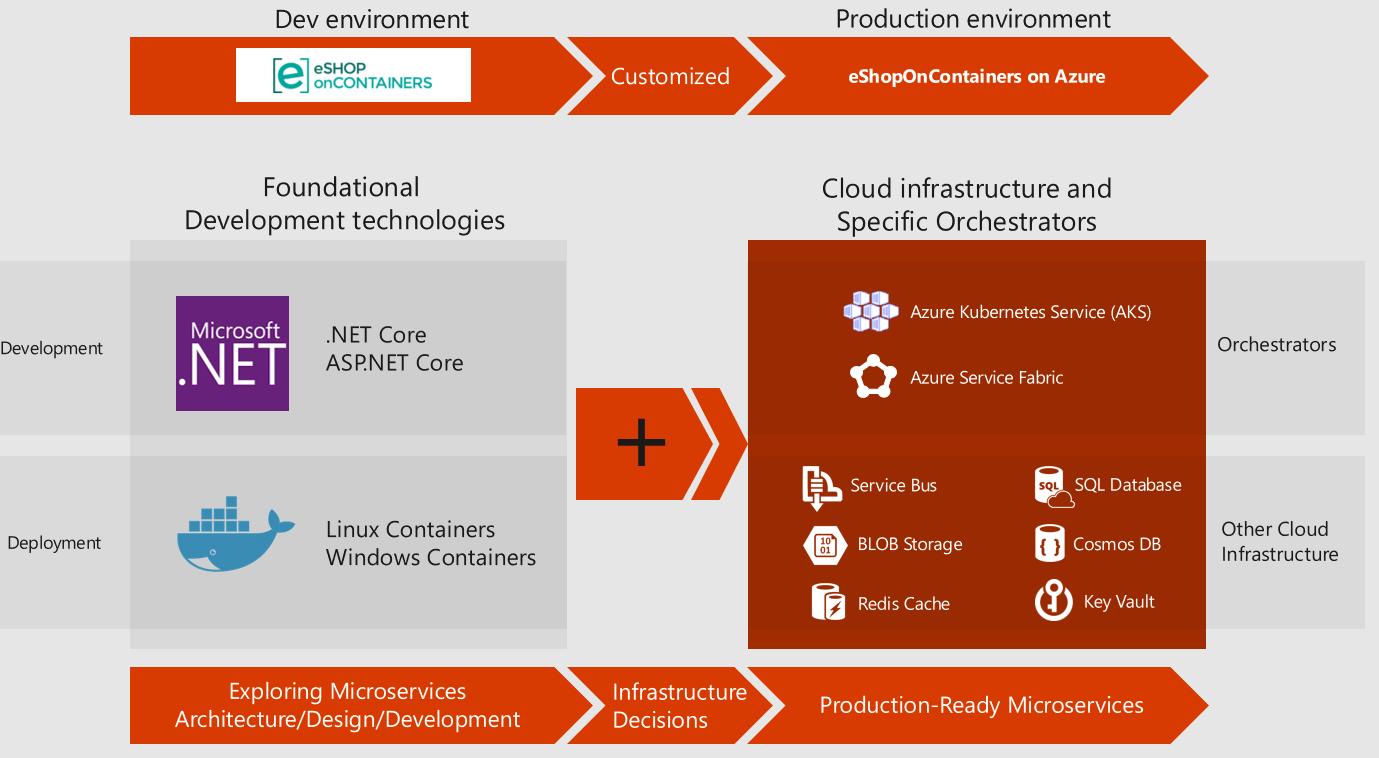 Dev environment
Production environment
eSHOP
onCONTAINERS
Customized
eShopOnContainers on Azure
Foundational
Development technologies
Cloud infrastructure and
Specific Orchestrators
Development
Microsoft
.NET
.NET Core
ASP.NET Core
Azure Kubernetes Service (AKS)
Azure Service Fabric
Orchestrators
+
Deployment
Linux Containers
Windows Containers
Service Bus
SQL
SQL Database
BLOB Storage
10
01
{ }
Cosmos DB
Redis Cache
Key Vault
Other Cloud
Infrastructure
Exploring Microservices
Architecture/Design/Development
Infrastructure
Decisions
Production-Ready Microservices